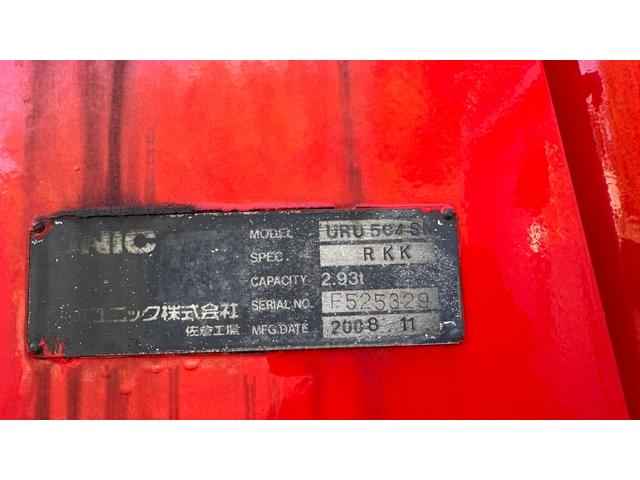 NIC
MODEL URU 504 SN
SPEC. RKK
CAPACITY 2.93t
ニック株式会社 SERIAL NO. F525329
佐倉工場 MFG.DATE 2008 11